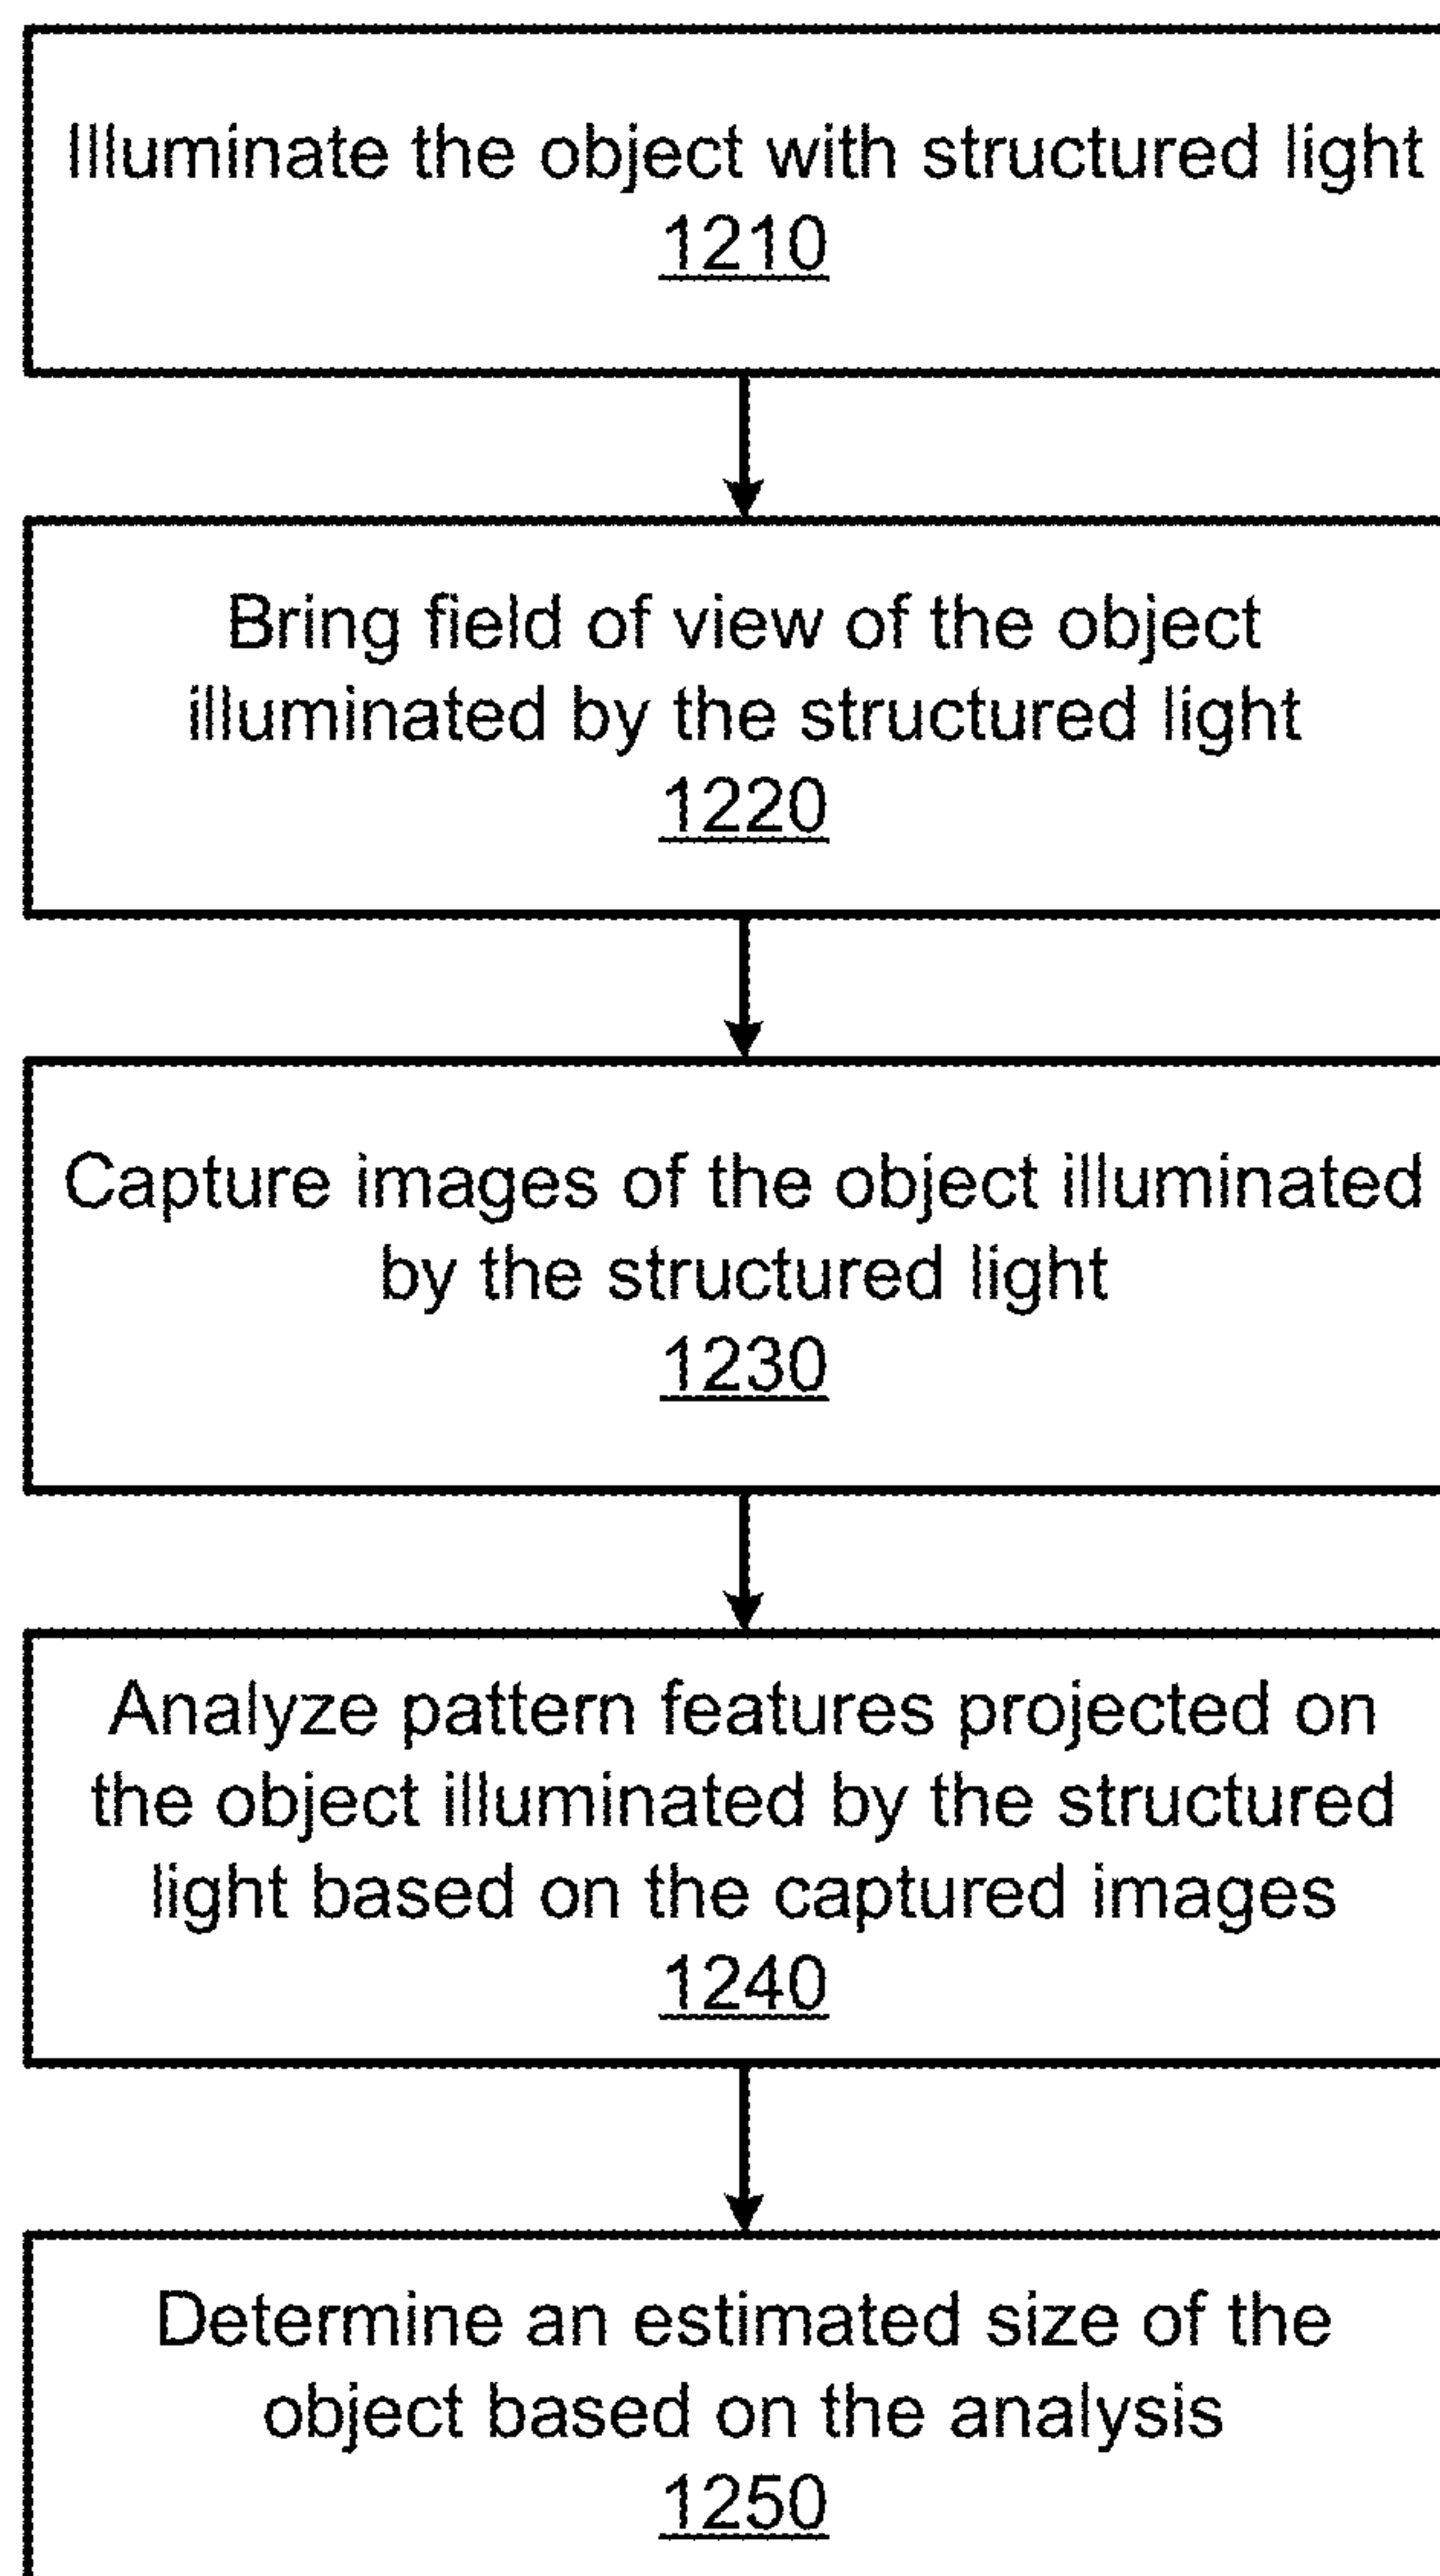 Illuminate the object with structured light
1210
Bring field of view of the object
illuminated by the structured light
1220
Capture images of the object illuminated
by the structured light
1230
Analyze pattern features projected on
the object illuminated by the structured
light based on the captured images
1240
Determine an estimated size of the
object based on the analysis
1250